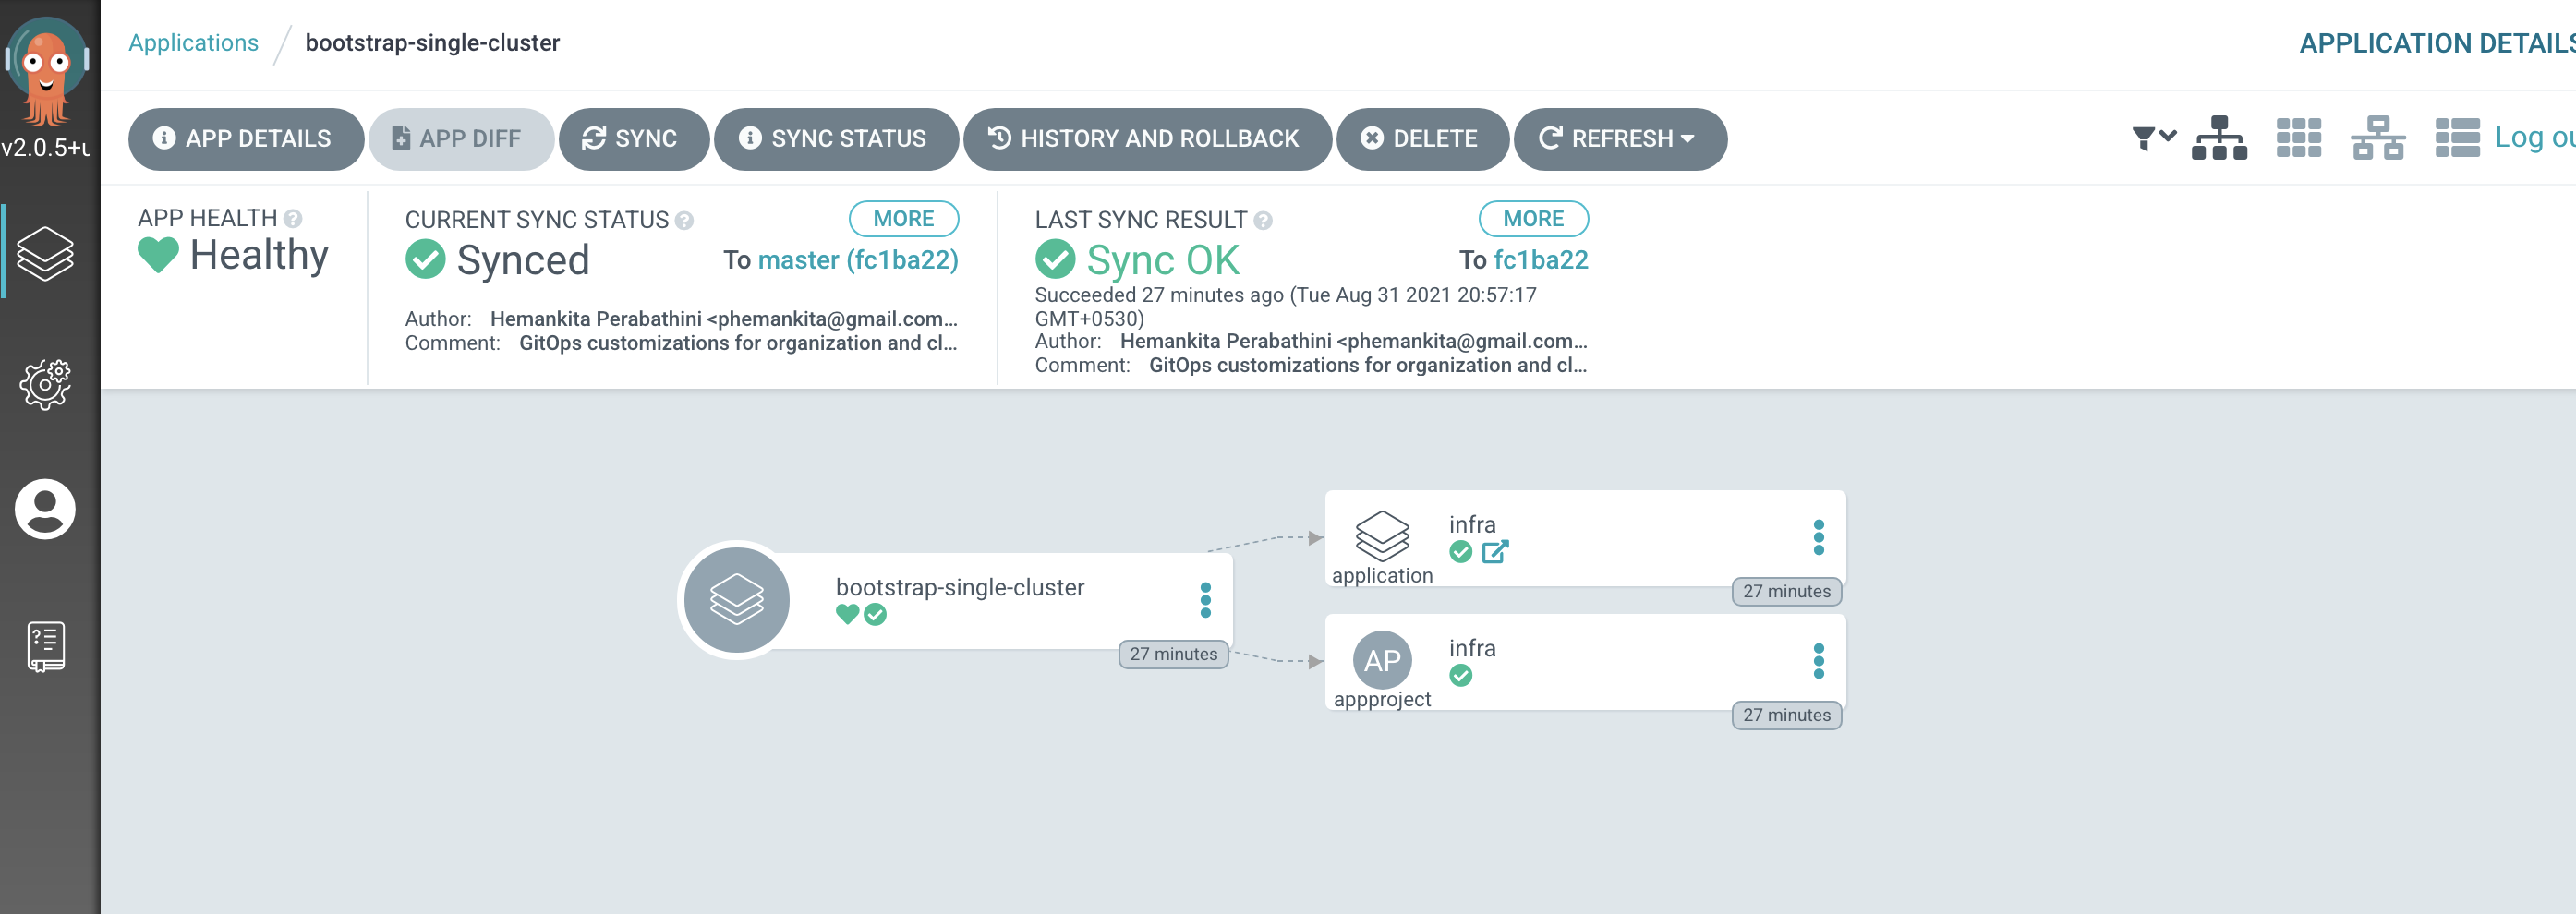 Applications / bootstrap-single-cluster
APPLICATION DETAILS
v2.0.5+u
APP DETAILS
APP DIFF
SYNC
SYNC STATUS
HISTORY AND ROLLBACK
DELETE
REFRESH
Log ou
APP HEALTH
Healthy
CURRENT SYNC STATUS
MORE
Synced
To master (fc1ba22)
Author: Hemankita Perabathini <phemankita@gmail.com...
Comment: GitOps customizations for organization and cl...
LAST SYNC RESULT
MORE
Sync OK
To fc1ba22
Succeeded 27 minutes ago (Tue Aug 31 2021 20:57:17
GMT+0530)
Author: Hemankita Perabathini <phemankita@gmail.com...
Comment: GitOps customizations for organization and cl...
bootstrap-single-cluster
27 minutes
infra
application
27 minutes
AP
infra
appproject
27 minutes